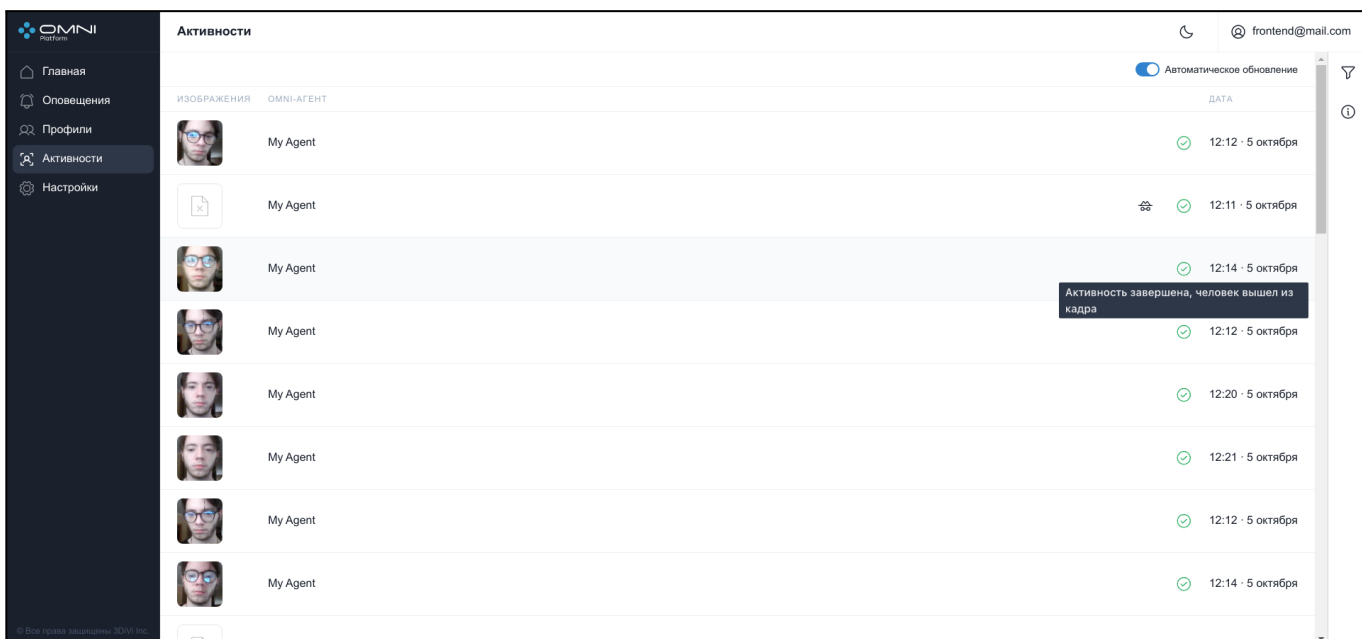 OMNI
Platform
Активности
frontend@mail.com
Главная
Оповещения
Профили
Активности
Настройки
Автоматическое обновление
ИЗОБРАЖЕНИЯ OMNI-АГЕНТ ДАТА
My Agent 12:12 · 5 октября
My Agent 12:11 · 5 октября
My Agent 12:14 · 5 октября
Активность завершена, человек вышел из
кадра
My Agent 12:12 · 5 октября
My Agent 12:20 · 5 октября
My Agent 12:21 · 5 октября
My Agent 12:12 · 5 октября
My Agent 12:14 · 5 октября
© Все права защищены 3DiVi Inc.